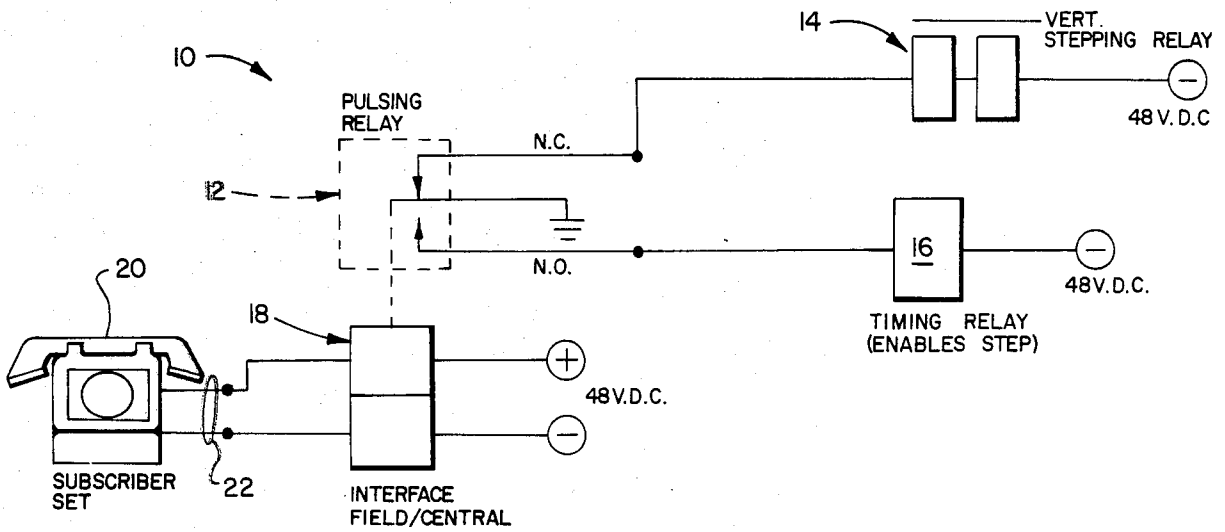 10
14
VERT.
STEPPING RELAY
48 V. D.C
PULSING
RELAY
N.C.
12
N.O.
16
48V.D.C.
TIMING RELAY
(ENABLES STEP)
20
18
48V.D.C.
22
SUBSCRIBER
SET
INTERFACE
FIELD/CENTRAL